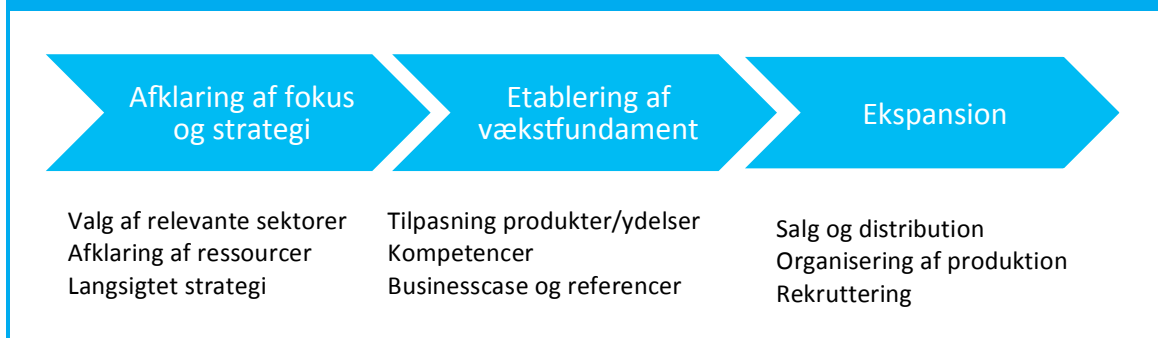 Afklaring af fokus
og strategi
Valg af relevante sektorer
Afklaring af ressourcer
Langsigtet strategi
Etablering af
vækstfundament
Tilpasning produkter/ydelser
Kompetencer
Businesscase og referencer
Ekspansion
Salg og distribution
Organisering af produktion
Rekruttering